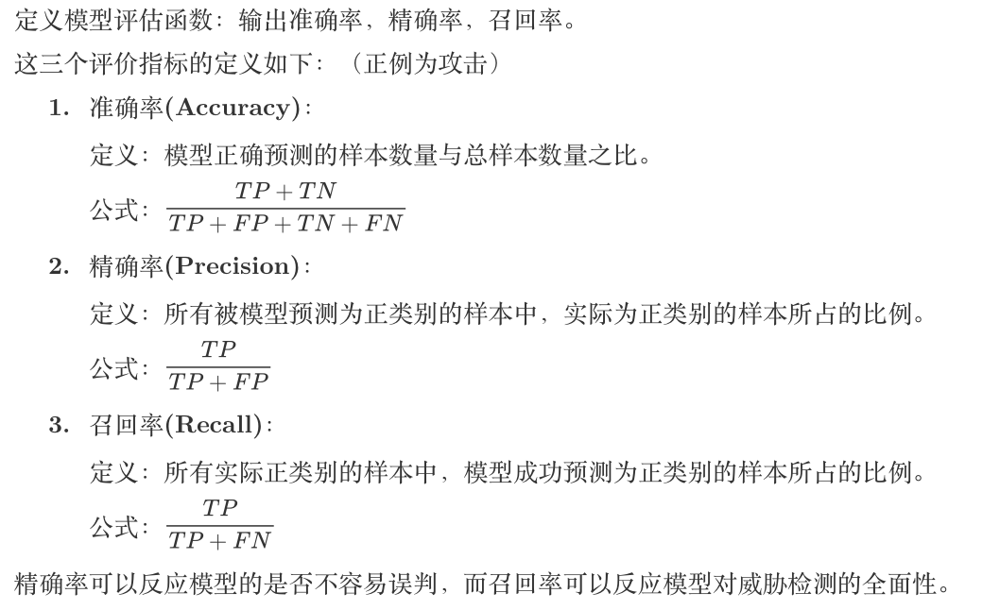 定义模型评估函数：输出准确率，精确率，召回率。
这三个评价指标的定义如下：（正例为攻击）
1. 准确率(Accuracy)：
定义：模型正确预测的样本数量与总样本数量之比。
公式：$\frac{TP+TN}{TP+FP+TN+FN}$
2. 精确率(Precision)：
定义：所有被模型预测为正类别的样本中，实际为正类别的样本所占的比例。
公式：$\frac{TP}{TP+FP}$
3. 召回率(Recall)：
定义：所有实际正类别的样本中，模型成功预测为正类别的样本所占的比例。
公式：$\frac{TP}{TP+FN}$
精确率可以反应模型的是否不容易误判，而召回率可以反应模型对威胁检测的全面性。